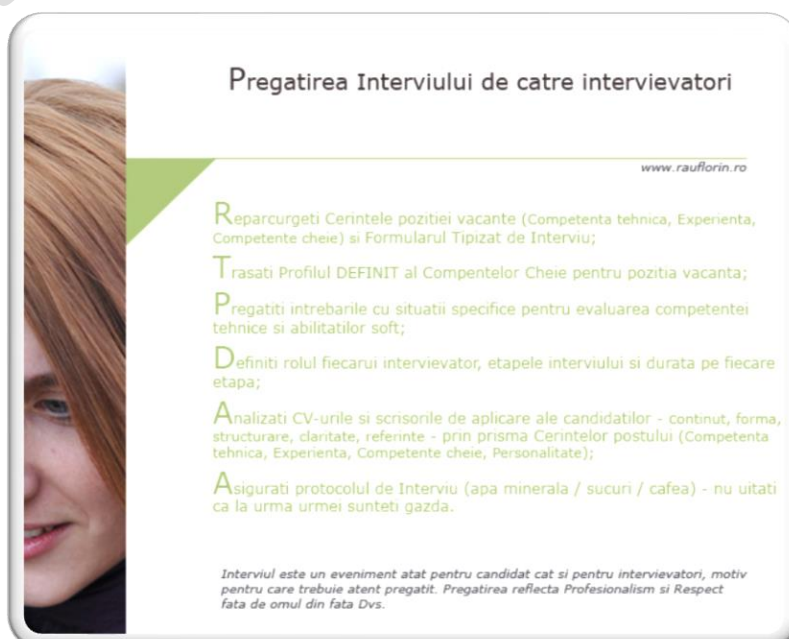 Pregatirea Interviului de catre intervievatori
www.rauflorin.ro
Reparcurgeti Cerintele pozitiei vacante (Competenta tehnica, Experienta,
Competente cheie) si Formularul Tipizat de Interviu;
Trasati Profilul DEFINIT al Compentelor Cheie pentru pozitia vacanta;
Pregatiti intrebarile cu situatii specifice pentru evaluarea competentei
tehnice si abilitatilor soft;
Definiti rolul fiecarui intervievator, etapele interviului si durata pe fiecare
etapa;
Analizati CV-urile si scrisorile de aplicare ale candidatilor - continut, forma,
structurare, claritate, referinte - prin prisma Cerintelor postului (Competenta
tehnica, Experienta, Competente cheie, Personalitate);
Asigurati protocolul de Interviu (apa minerala / sucuri / cafea) - nu uitati
ca la urma urmei sunteti gazda.
Interviul este un eveniment atat pentru candidat cat si pentru intervievatori, motiv
pentru care trebuie atent pregatit. Pregatirea reflecta Profesionalism si Respect
fata de omul din fata Dvs.